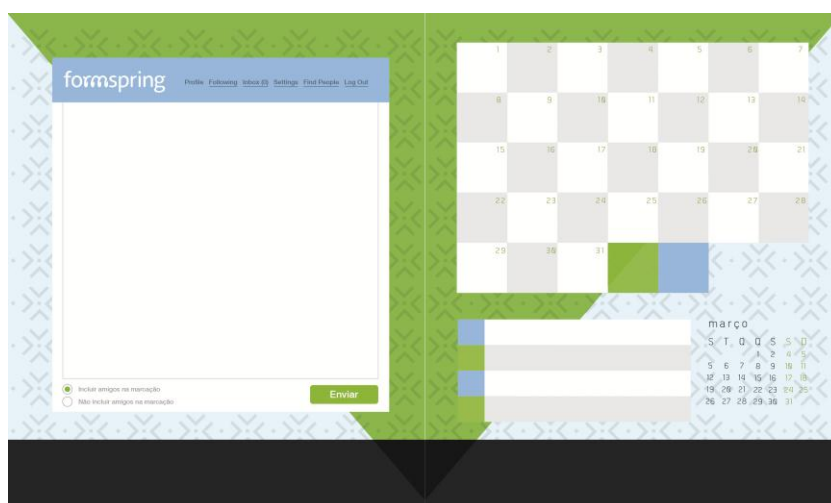 formspring
Profile Following Inbox (0) Settings Find People Log Out
Incluir amigos na marcação
Não incluir amigos na marcação
Enviar
1 2 3 4 5 6 7
8 9 10 11 12 13 14
15 16 17 18 19 20 21
22 23 24 25 26 27 28
29 30 31
março
S T Q Q S S D
1 2 4 5
5 6 7 8 9 10 11
12 13 14 15 16 17 18
19 20 21 22 23 24 25
26 27 28 29 30 31